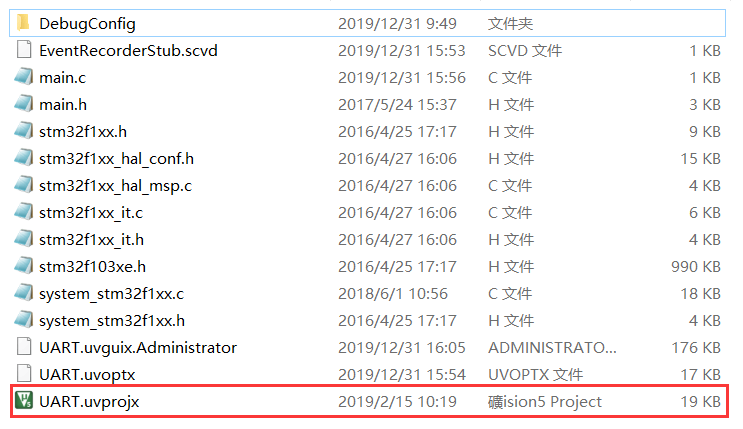 DebugConfig 2019/12/31 9:49 文件夹
EventRecorderStub.scvd 2019/12/31 15:53 SCVD 文件 1 KB
main.c 2019/12/31 15:56 C 文件 1 KB
main.h 2017/5/24 15:37 H 文件 3 KB
stm32f1xx.h 2016/4/25 17:17 H 文件 9 KB
stm32f1xx_hal_conf.h 2016/4/27 16:06 H 文件 15 KB
stm32f1xx_hal_msp.c 2016/4/27 16:06 C 文件 4 KB
stm32f1xx_it.c 2016/4/27 16:06 C 文件 6 KB
stm32f1xx_it.h 2016/4/27 16:06 H 文件 4 KB
stm32f103xe.h 2016/4/25 17:17 H 文件 990 KB
system_stm32f1xx.c 2018/6/1 10:56 C 文件 18 KB
system_stm32f1xx.h 2016/4/25 17:17 H 文件 4 KB
UART.uvguix.Administrator 2019/12/31 16:05 ADMINISTRATO... 176 KB
UART.uvoptx 2019/12/31 15:54 UVOPTX 文件 17 KB
UART.uvprojx 2019/2/15 10:19 礦ision5 Project 19 KB